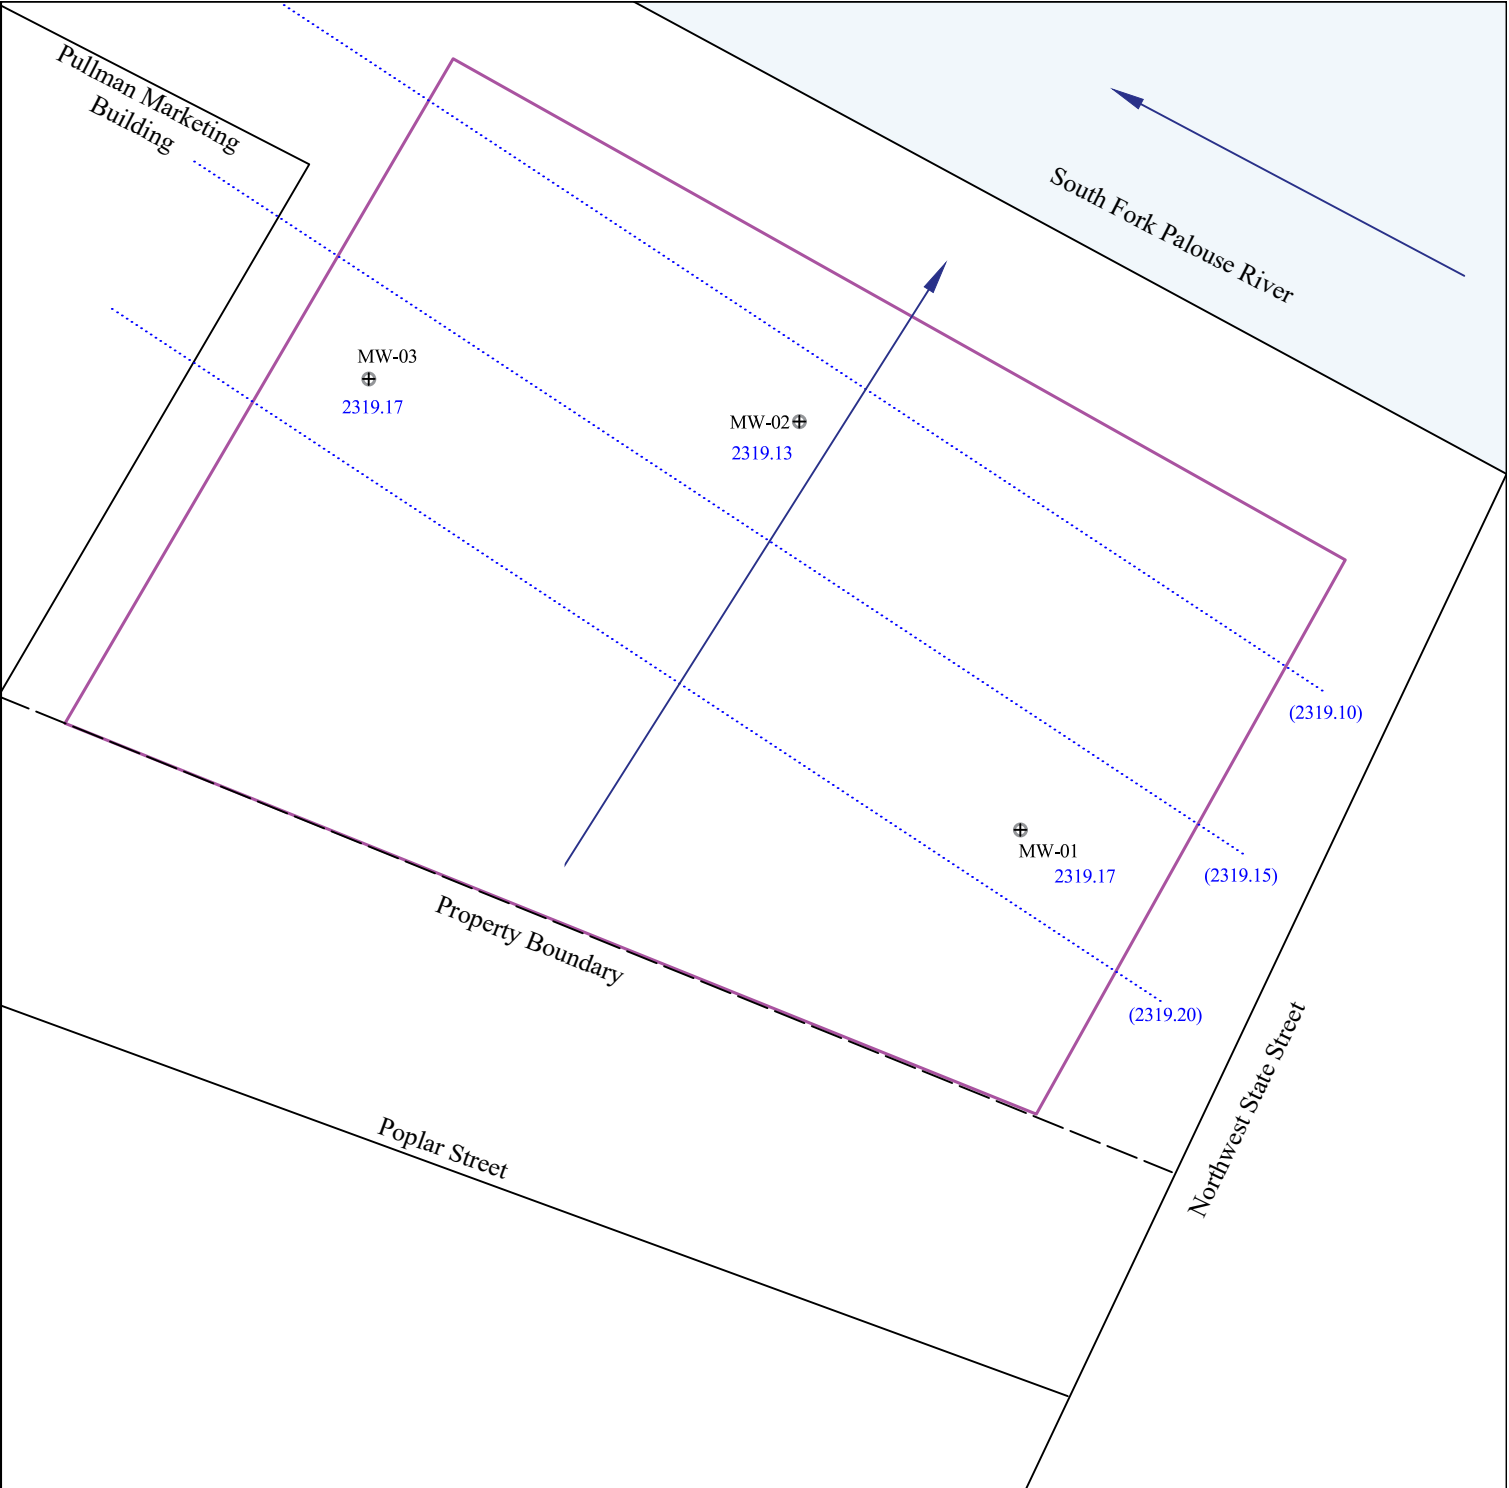 Pullman Marketing
Building
South Fork Palouse River
MW-03
2319.17
MW-02
2319.13
(2319.10)
MW-01
2319.17
(2319.15)
(2319.20)
Property Boundary
Northwest State Street
Poplar Street